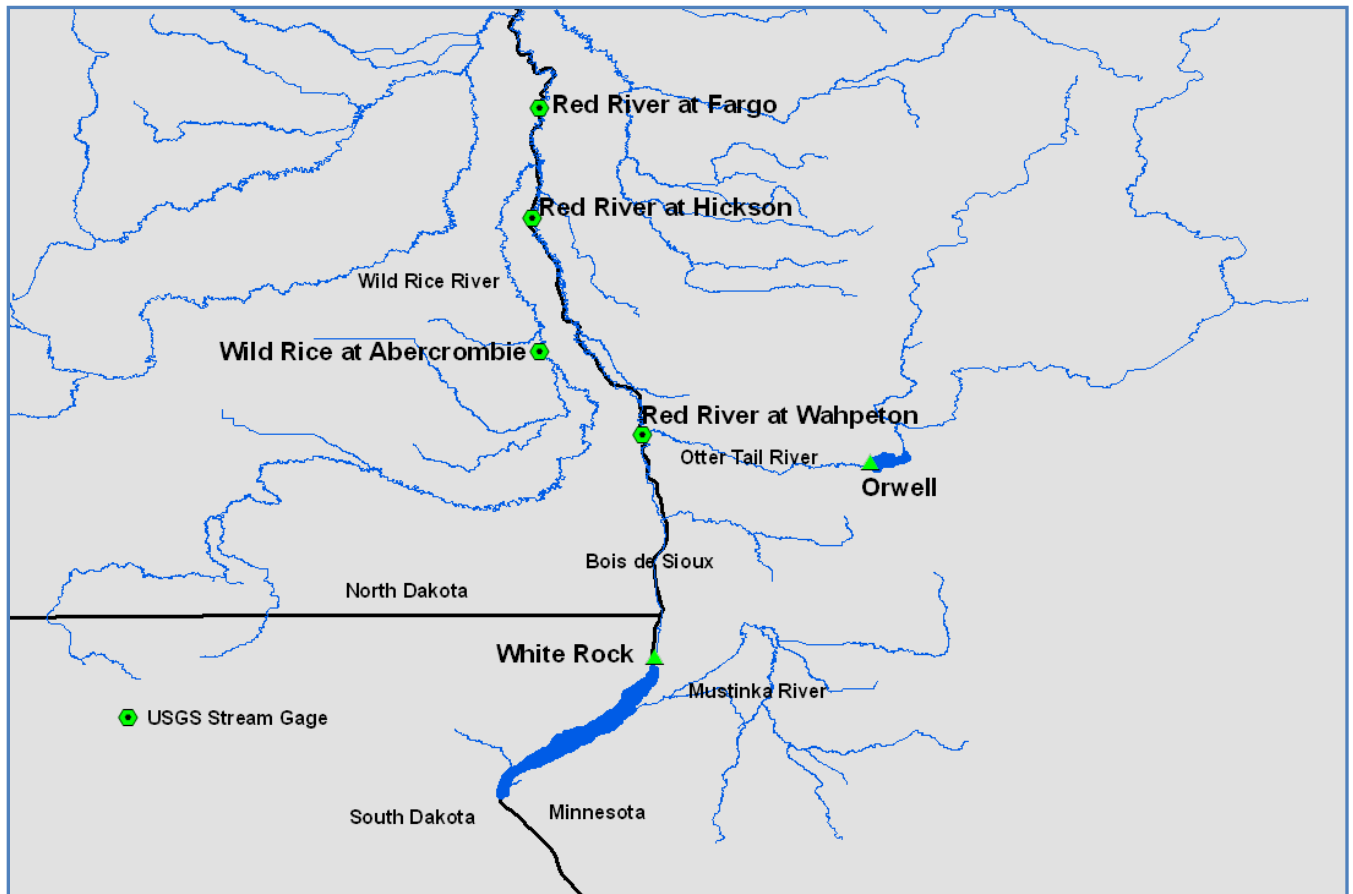 Red River at Fargo
Red River at Hickson
Wild Rice River
Wild Rice at Abercrombie
Red River at Wahpeton
Otter Tail River
Orwell
Bois de Sioux
North Dakota
White Rock
Mustinka River
USGS Stream Gage
South Dakota
Minnesota